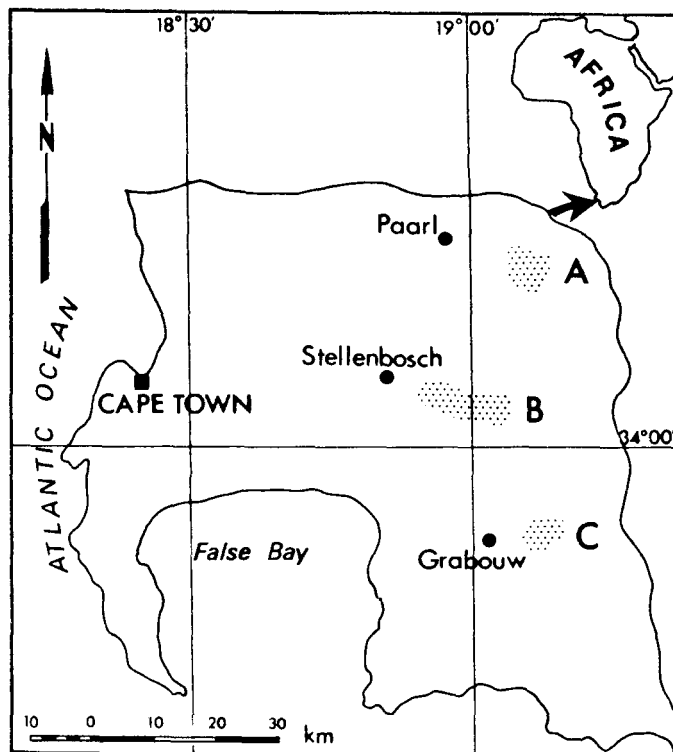 18°30'
19°00'
AFRICA
N
Paarl
A
Stellenbosch
B
CAPE TOWN
ATLANTIC OCEAN
34°00'
False Bay
Grabouw
C
10 0 10 20 30 km